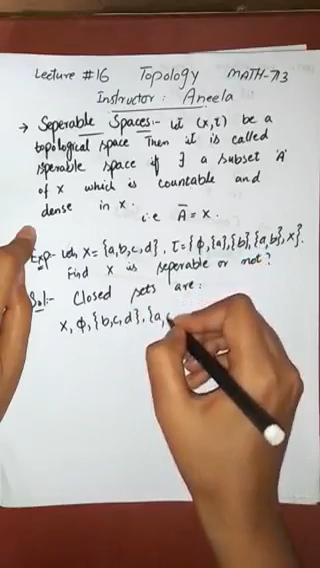 Lecture #16 Topology MATH-713
Instructor: Aneela
→ Seperable Spaces:- let (X,τ) be a
topological space Then it is called
seperable space if ∃ a subset 'A'
of X which is countable and
dense in X.
i.e Ā = X.
Exp:- let X = {a,b,c,d}, τ = {φ,{a},{b},{a,b},X}.
Find X is seperable or not?
Sol:- Closed sets are:
X, φ, {b,c,d}, {a,